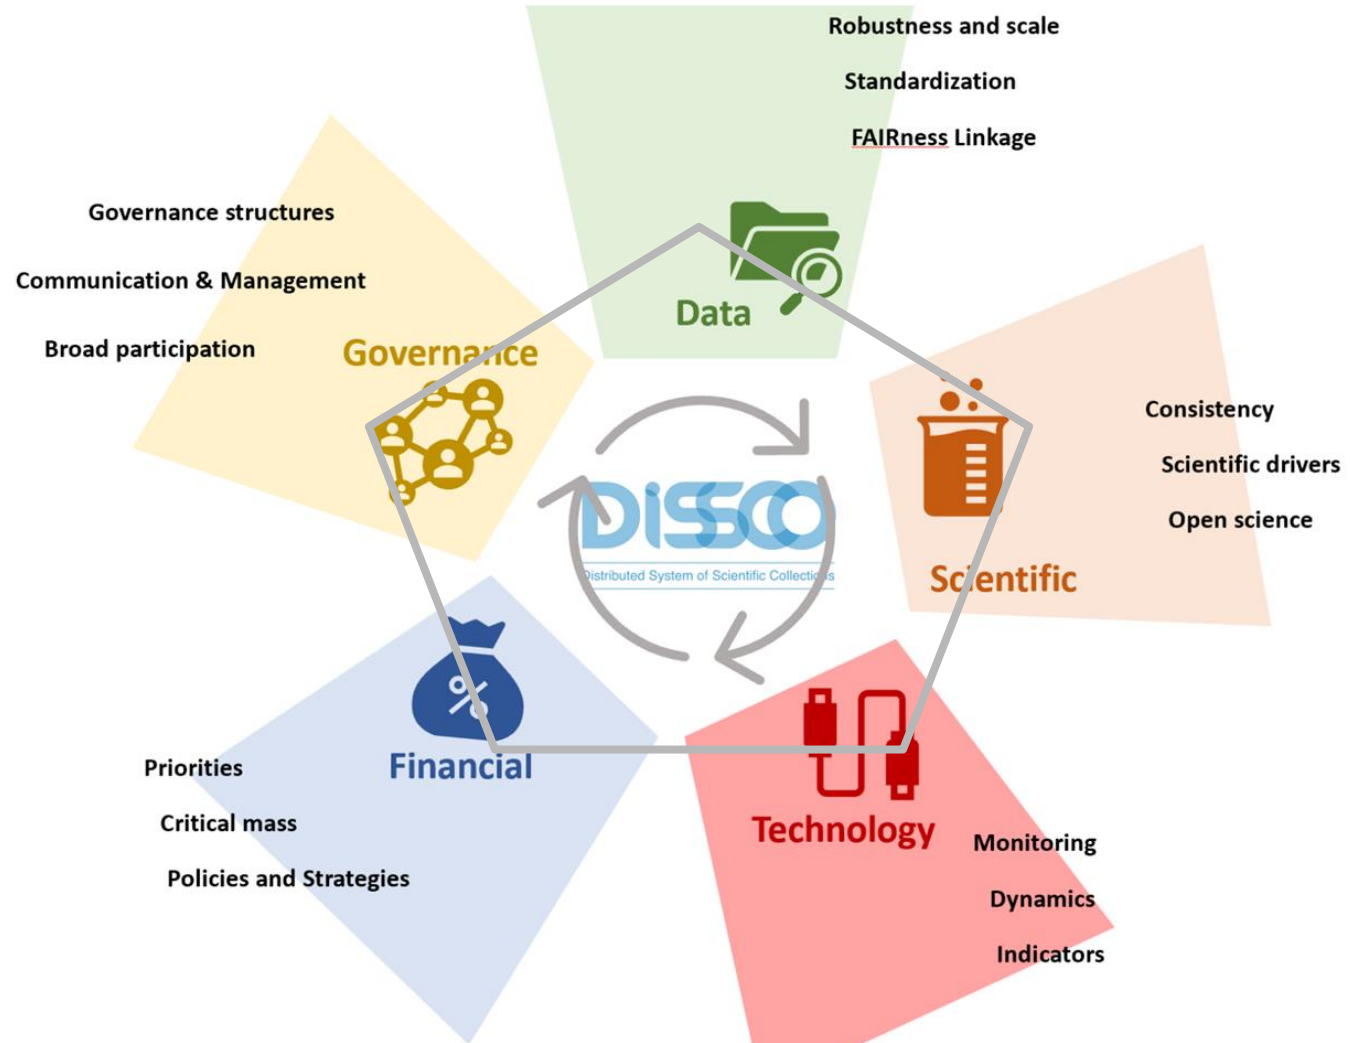 Robustness and scale
Standardization
FAIRness Linkage
Data
Governance structures
Communication & Management
Broad participation
Governance
Consistency
Scientific drivers
Open science
Scientific
DiSSCO
Distributed System of Scientific Collections
Financial
Priorities
Critical mass
Policies and Strategies
%
Technology
Monitoring
Dynamics
Indicators